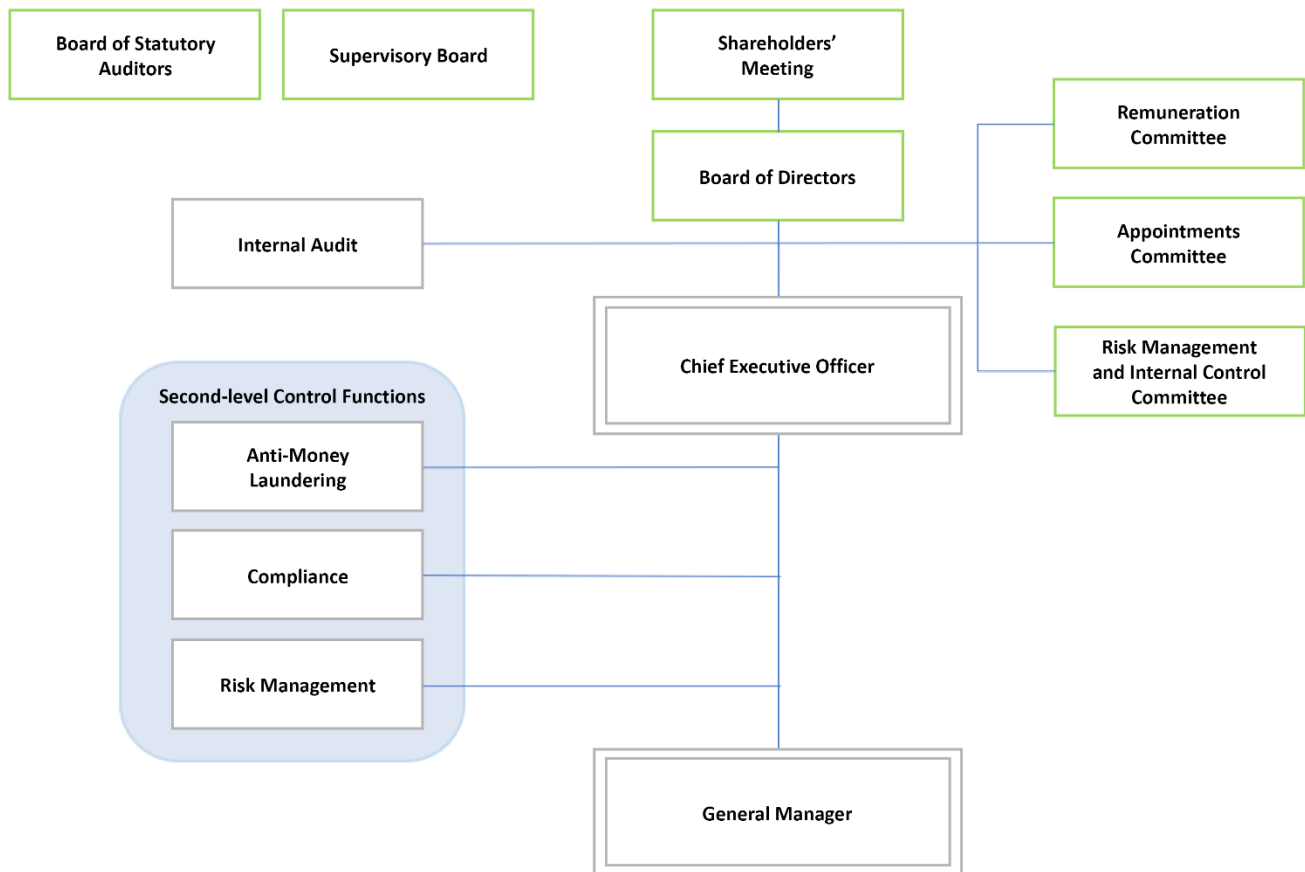 Board of Statutory
Auditors
Supervisory Board
Shareholders’
Meeting
Remuneration
Committee
Board of Directors
Internal Audit
Appointments
Committee
Chief Executive Officer
Risk Management
and Internal Control
Committee
Second-level Control Functions
Anti-Money
Laundering
Compliance
Risk Management
General Manager